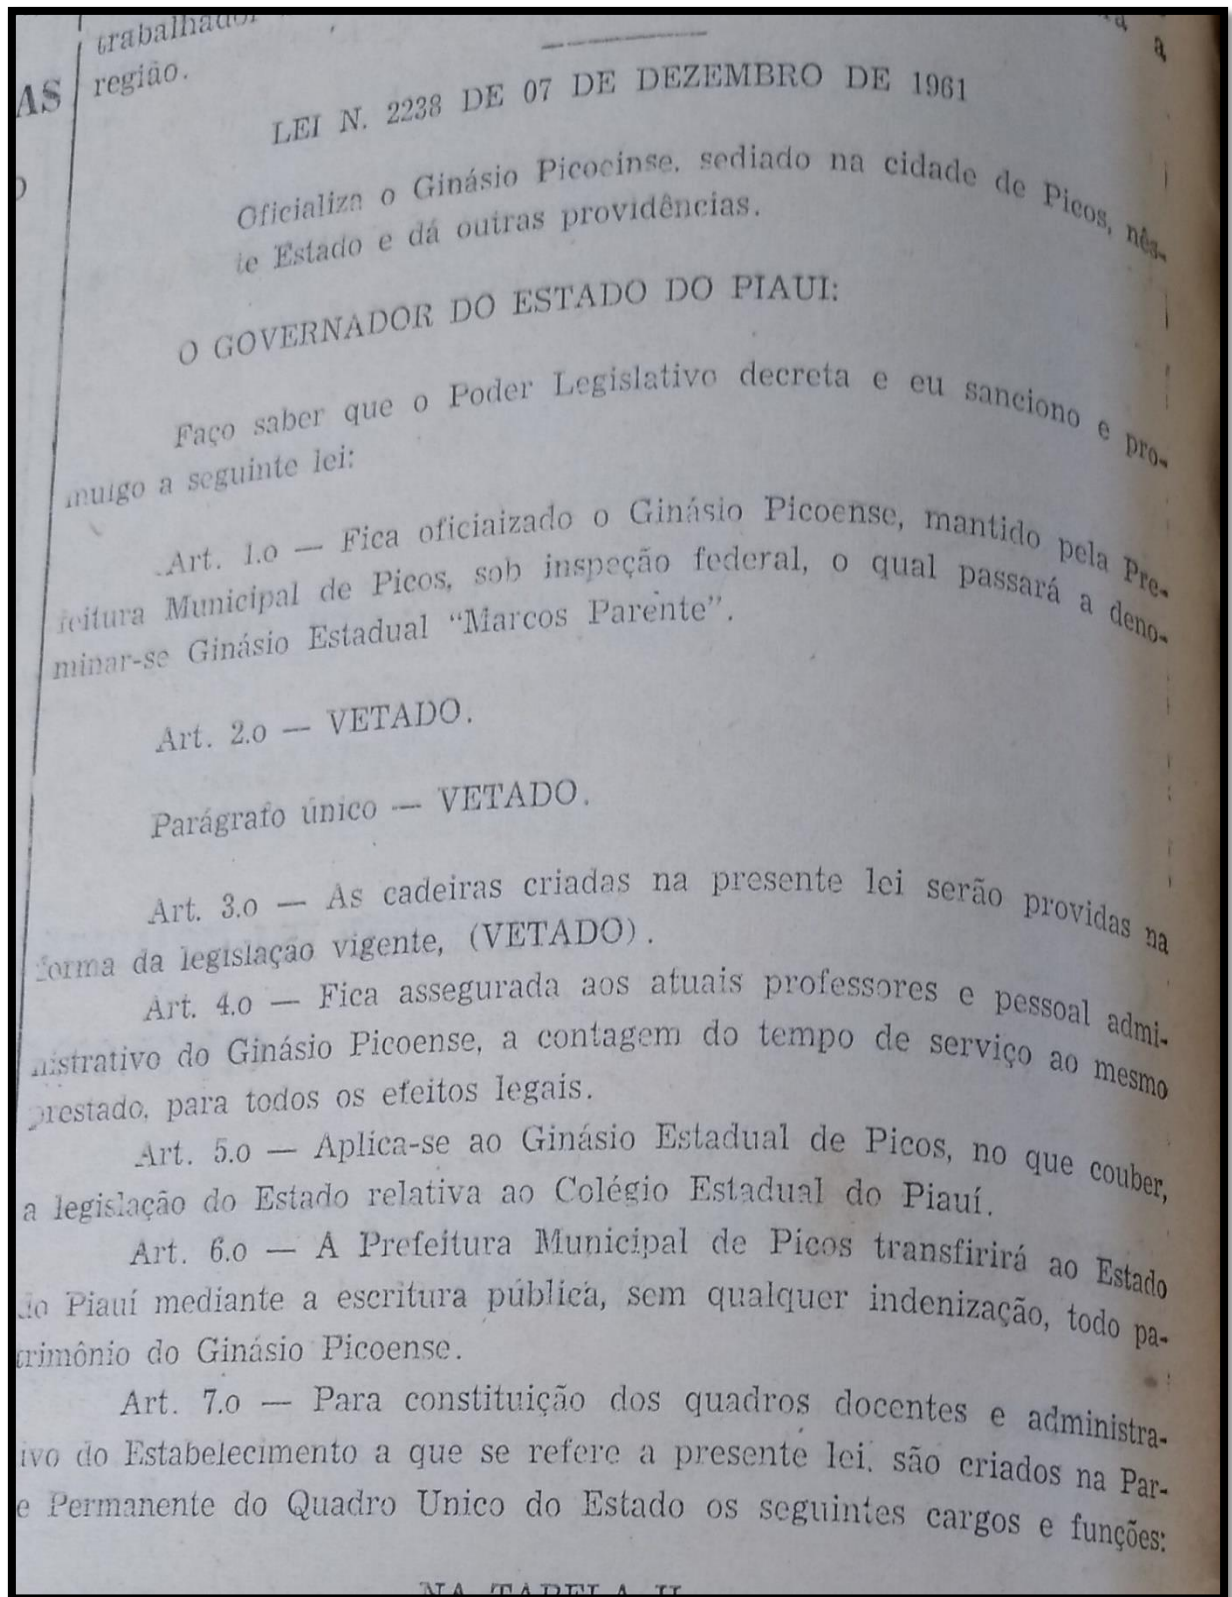 trabalhador
região.
AS
LEI N. 2238 DE 07 DE DEZEMBRO DE 1961
Oficializa o Ginásio Picocinse, sediado na cidade de Picos, nês-
te Estado e dá outras providências.
O GOVERNADOR DO ESTADO DO PIAUI:
Faço saber que o Poder Legislativo decreta e eu sanciono e pro-
mulgo a seguinte lei:
Art. 1.o — Fica oficiaizado o Ginásio Picoense, mantido pela Pre-
feitura Municipal de Picos, sob inspeção federal, o qual passará a deno-
minar-se Ginásio Estadual “Marcos Parente”.
Art. 2.o — VETADO.
Parágrafo único — VETADO.
Art. 3.o — As cadeiras criadas na presente lei serão providas na
forma da legislação vigente, (VETADO).
Art. 4.o — Fica assegurada aos atuais professores e pessoal admi-
nistrativo do Ginásio Picoense, a contagem do tempo de serviço ao mesmo
prestado, para todos os efeitos legais.
Art. 5.o — Aplica-se ao Ginásio Estadual de Picos, no que couber,
a legislação do Estado relativa ao Colégio Estadual do Piauí.
Art. 6.o — A Prefeitura Municipal de Picos transfirirá ao Estado
do Piauí mediante a escritura pública, sem qualquer indenização, todo pa-
trimônio do Ginásio Picoense.
Art. 7.o — Para constituição dos quadros docentes e administra-
ivo do Estabelecimento a que se refere a presente lei, são criados na Par-
e Permanente do Quadro Unico do Estado os seguintes cargos e funções:
NA TABELA II